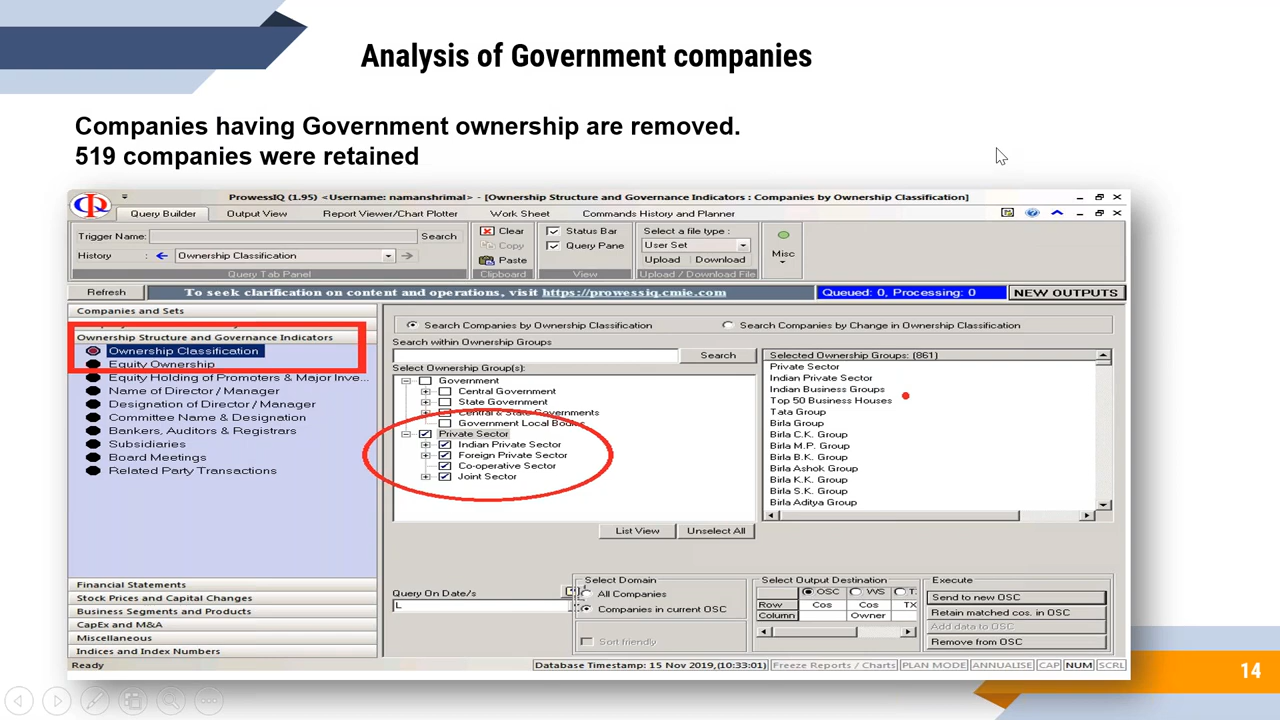 Analysis of Government companies
Companies having Government ownership are removed.
519 companies were retained
ProwessIQ (1.95) <Username: namanshrimal> - [Ownership Structure and Governance Indicators : Companies by Ownership Classification]
Query Builder Output View Report Viewer/Chart Plotter Work Sheet Commands History and Planner
Trigger Name: Search
History : Ownership Classification
Query Tab Panel
Clear
Copy
Paste
Clipboard
Status Bar
Query Pane
View
Select a file type :
User Set
Upload Download
Upload / Download File
Misc
Refresh
To seek clarification on content and operations, visit https://prowessiq.cmie.com
Queued: 0, Processing: 0
NEW OUTPUTS
Companies and Sets
Ownership Structure and Governance Indicators
Ownership Classification
Equity Ownership
Equity Holding of Promoters & Major Inve...
Name of Director / Manager
Designation of Director / Manager
Committee Name & Designation
Bankers, Auditors & Registrars
Subsidiaries
Board Meetings
Related Party Transactions
Financial Statements
Stock Prices and Capital Changes
Business Segments and Products
CapEx and M&A
Miscellaneous
Indices and Index Numbers
Search Companies by Ownership Classification
Search Companies by Change in Ownership Classification
Search within Ownership Groups
Search
Select Ownership Group(s):
Government
Central Government
State Government
Central & State Governments
Government Local Bodies
Private Sector
Indian Private Sector
Foreign Private Sector
Co-operative Sector
Joint Sector
List View Unselect All
Selected Ownership Groups: (861)
Private Sector
Indian Private Sector
Indian Business Groups
Top 50 Business Houses
Tata Group
Birla Group
Birla C.K. Group
Birla M.P. Group
Birla B.K. Group
Birla Ashok Group
Birla K.K. Group
Birla S.K. Group
Birla Aditya Group
Query On Date/s
L
Select Domain
All Companies
Companies in current OSC
Sort friendly
Select Output Destination
OSC WS T
Row Cos Cos TX
Column Owner
Execute
Send to new OSC
Retain matched cos. in OSC
Add data to OSC
Remove from OSC
Ready
Database Timestamp: 15 Nov 2019,(10:33:01) Freeze Reports / Charts PLAN MODE ANNUALISE CAP NUM SCRL
14